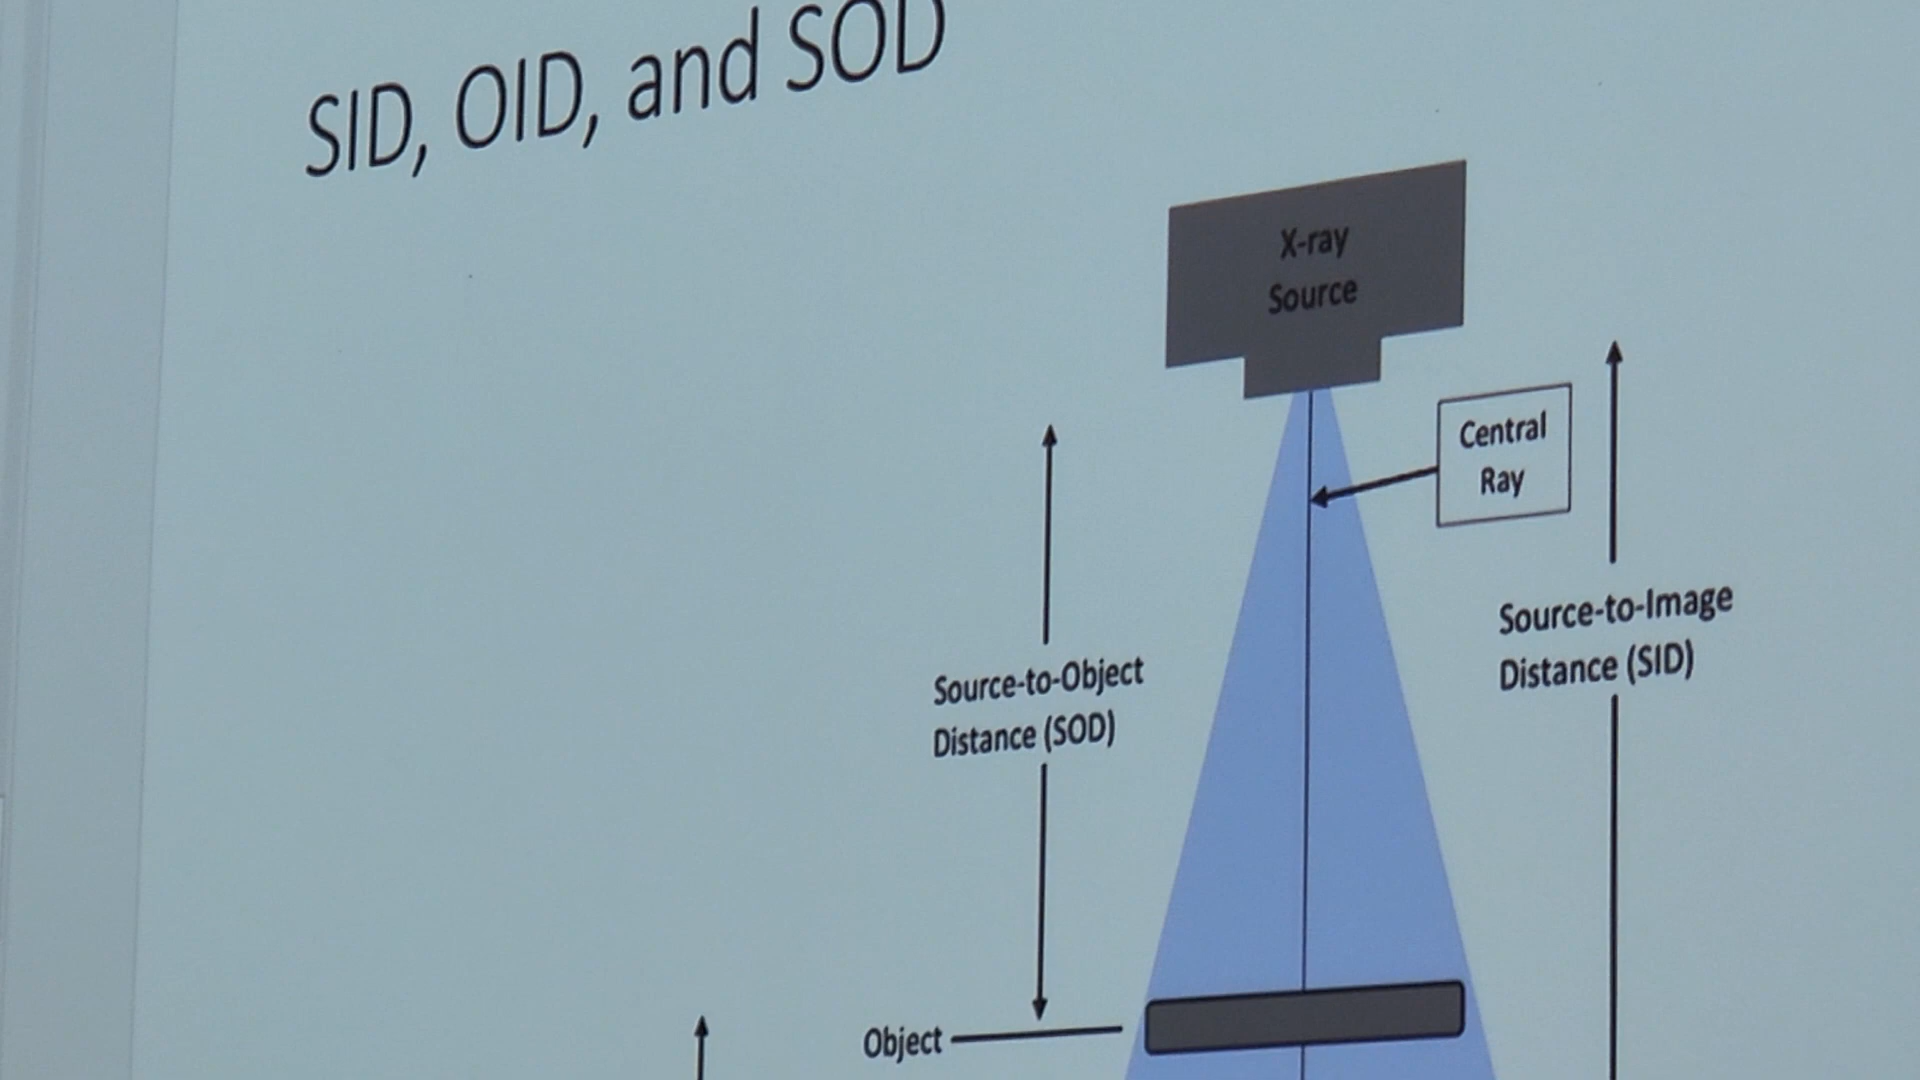 SID, OID, and SOD
X-ray
Source
Central
Ray
Source-to-Image
Distance (SID)
Source-to-Object
Distance (SOD)
Object